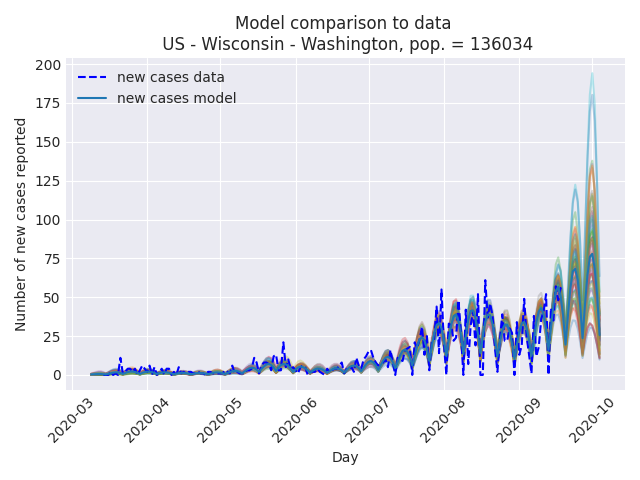 Model comparison to data
US - Wisconsin - Washington, pop. = 136034
200
175
150
125
100
75
50
25
0
Number of new cases reported
new cases data
new cases model
2020-03
2020-04
2020-05
2020-06
2020-07
2020-08
2020-09
2020-10
Day